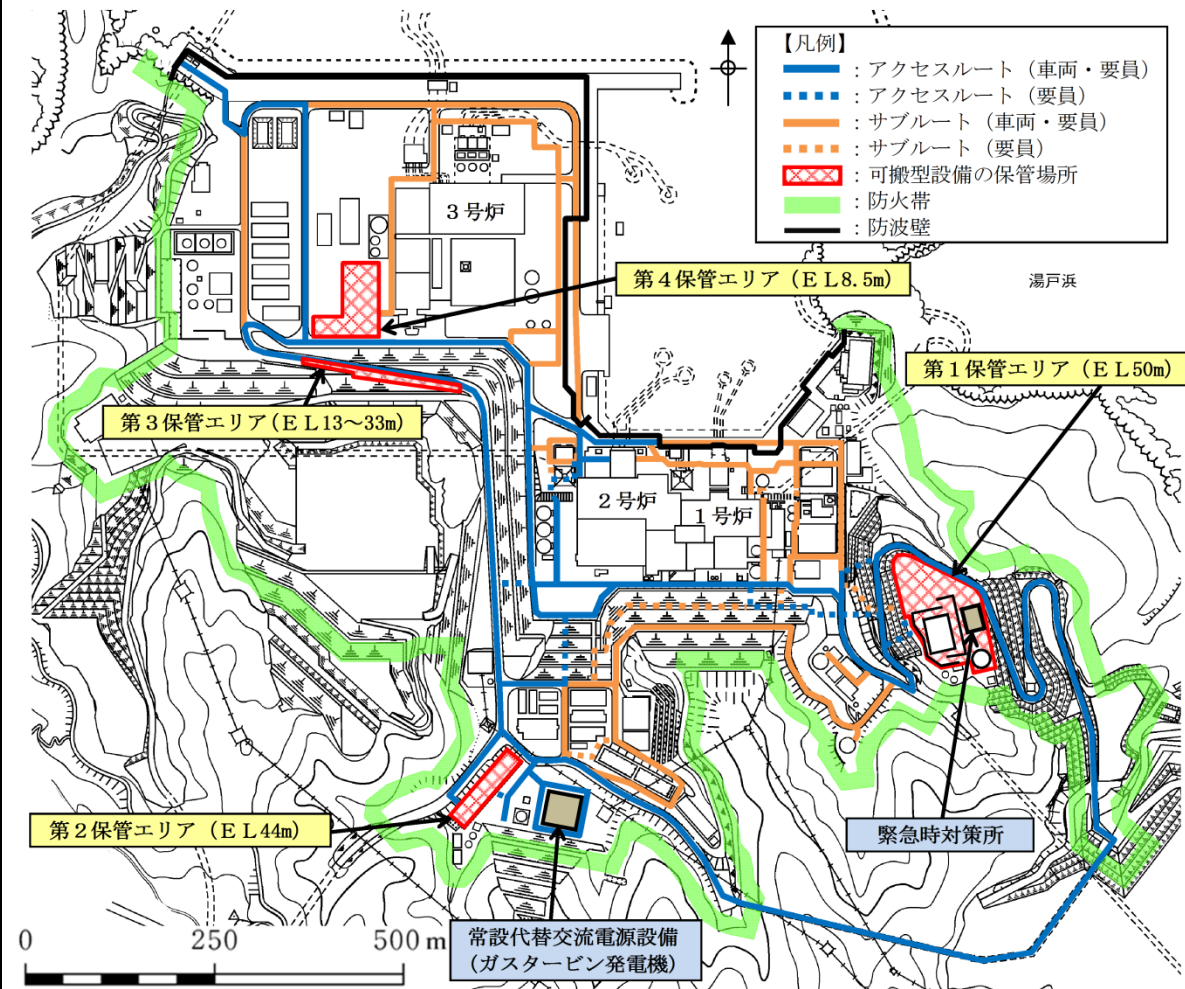 【凡例】
：アクセスルート（車両・要員）
：アクセスルート（要員）
：サブルート（車両・要員）
：サブルート（要員）
：可搬型設備の保管場所
：防火帯
：防波壁
3号炉
第4保管エリア（EL8.5m）
湯戸浜
第1保管エリア（EL50m）
第3保管エリア(EL13～33m)
2号炉
1号炉
第2保管エリア（EL44m）
緊急時対策所
常設代替交流電源設備
(ガスタービン発電機)
0 250 500 m